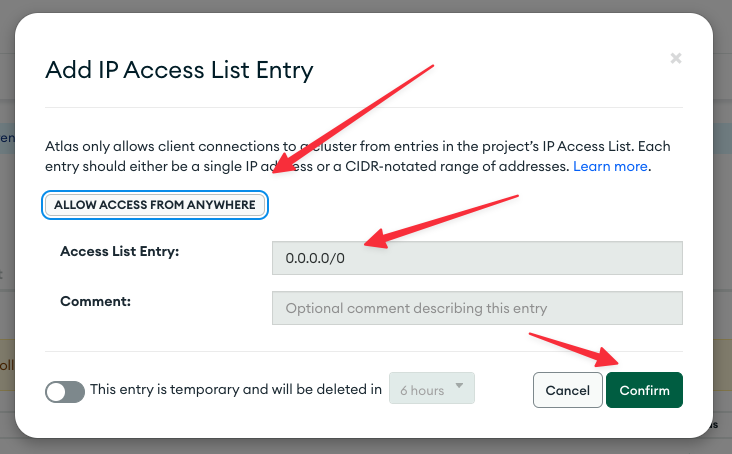 Add IP Access List Entry
Atlas only allows client connections to a cluster from entries in the project's IP Access List. Each
entry should either be a single IP address or a CIDR-notated range of addresses. Learn more.
ALLOW ACCESS FROM ANYWHERE
Access List Entry:
0.0.0.0/0
Comment:
Optional comment describing this entry
This entry is temporary and will be deleted in
6 hours
Cancel
Confirm